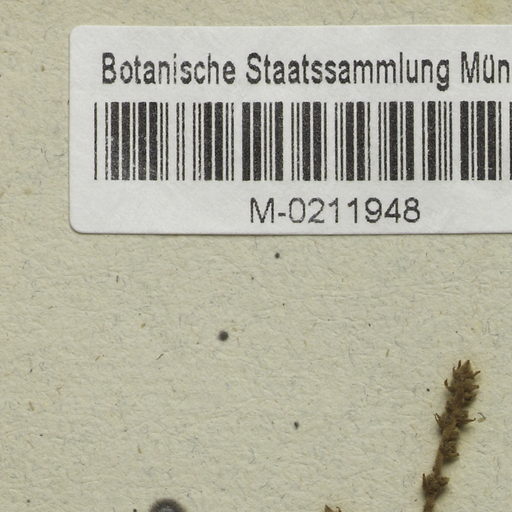 Botanische Staatssammlung Mün
M-0211948